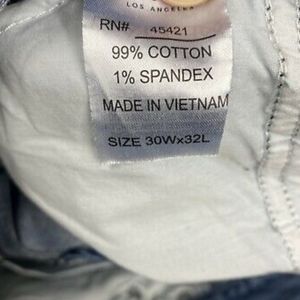 LOS ANGELES
RN# 45421
99% COTTON
1% SPANDEX
MADE IN VIETNAM
SIZE 30Wx32L